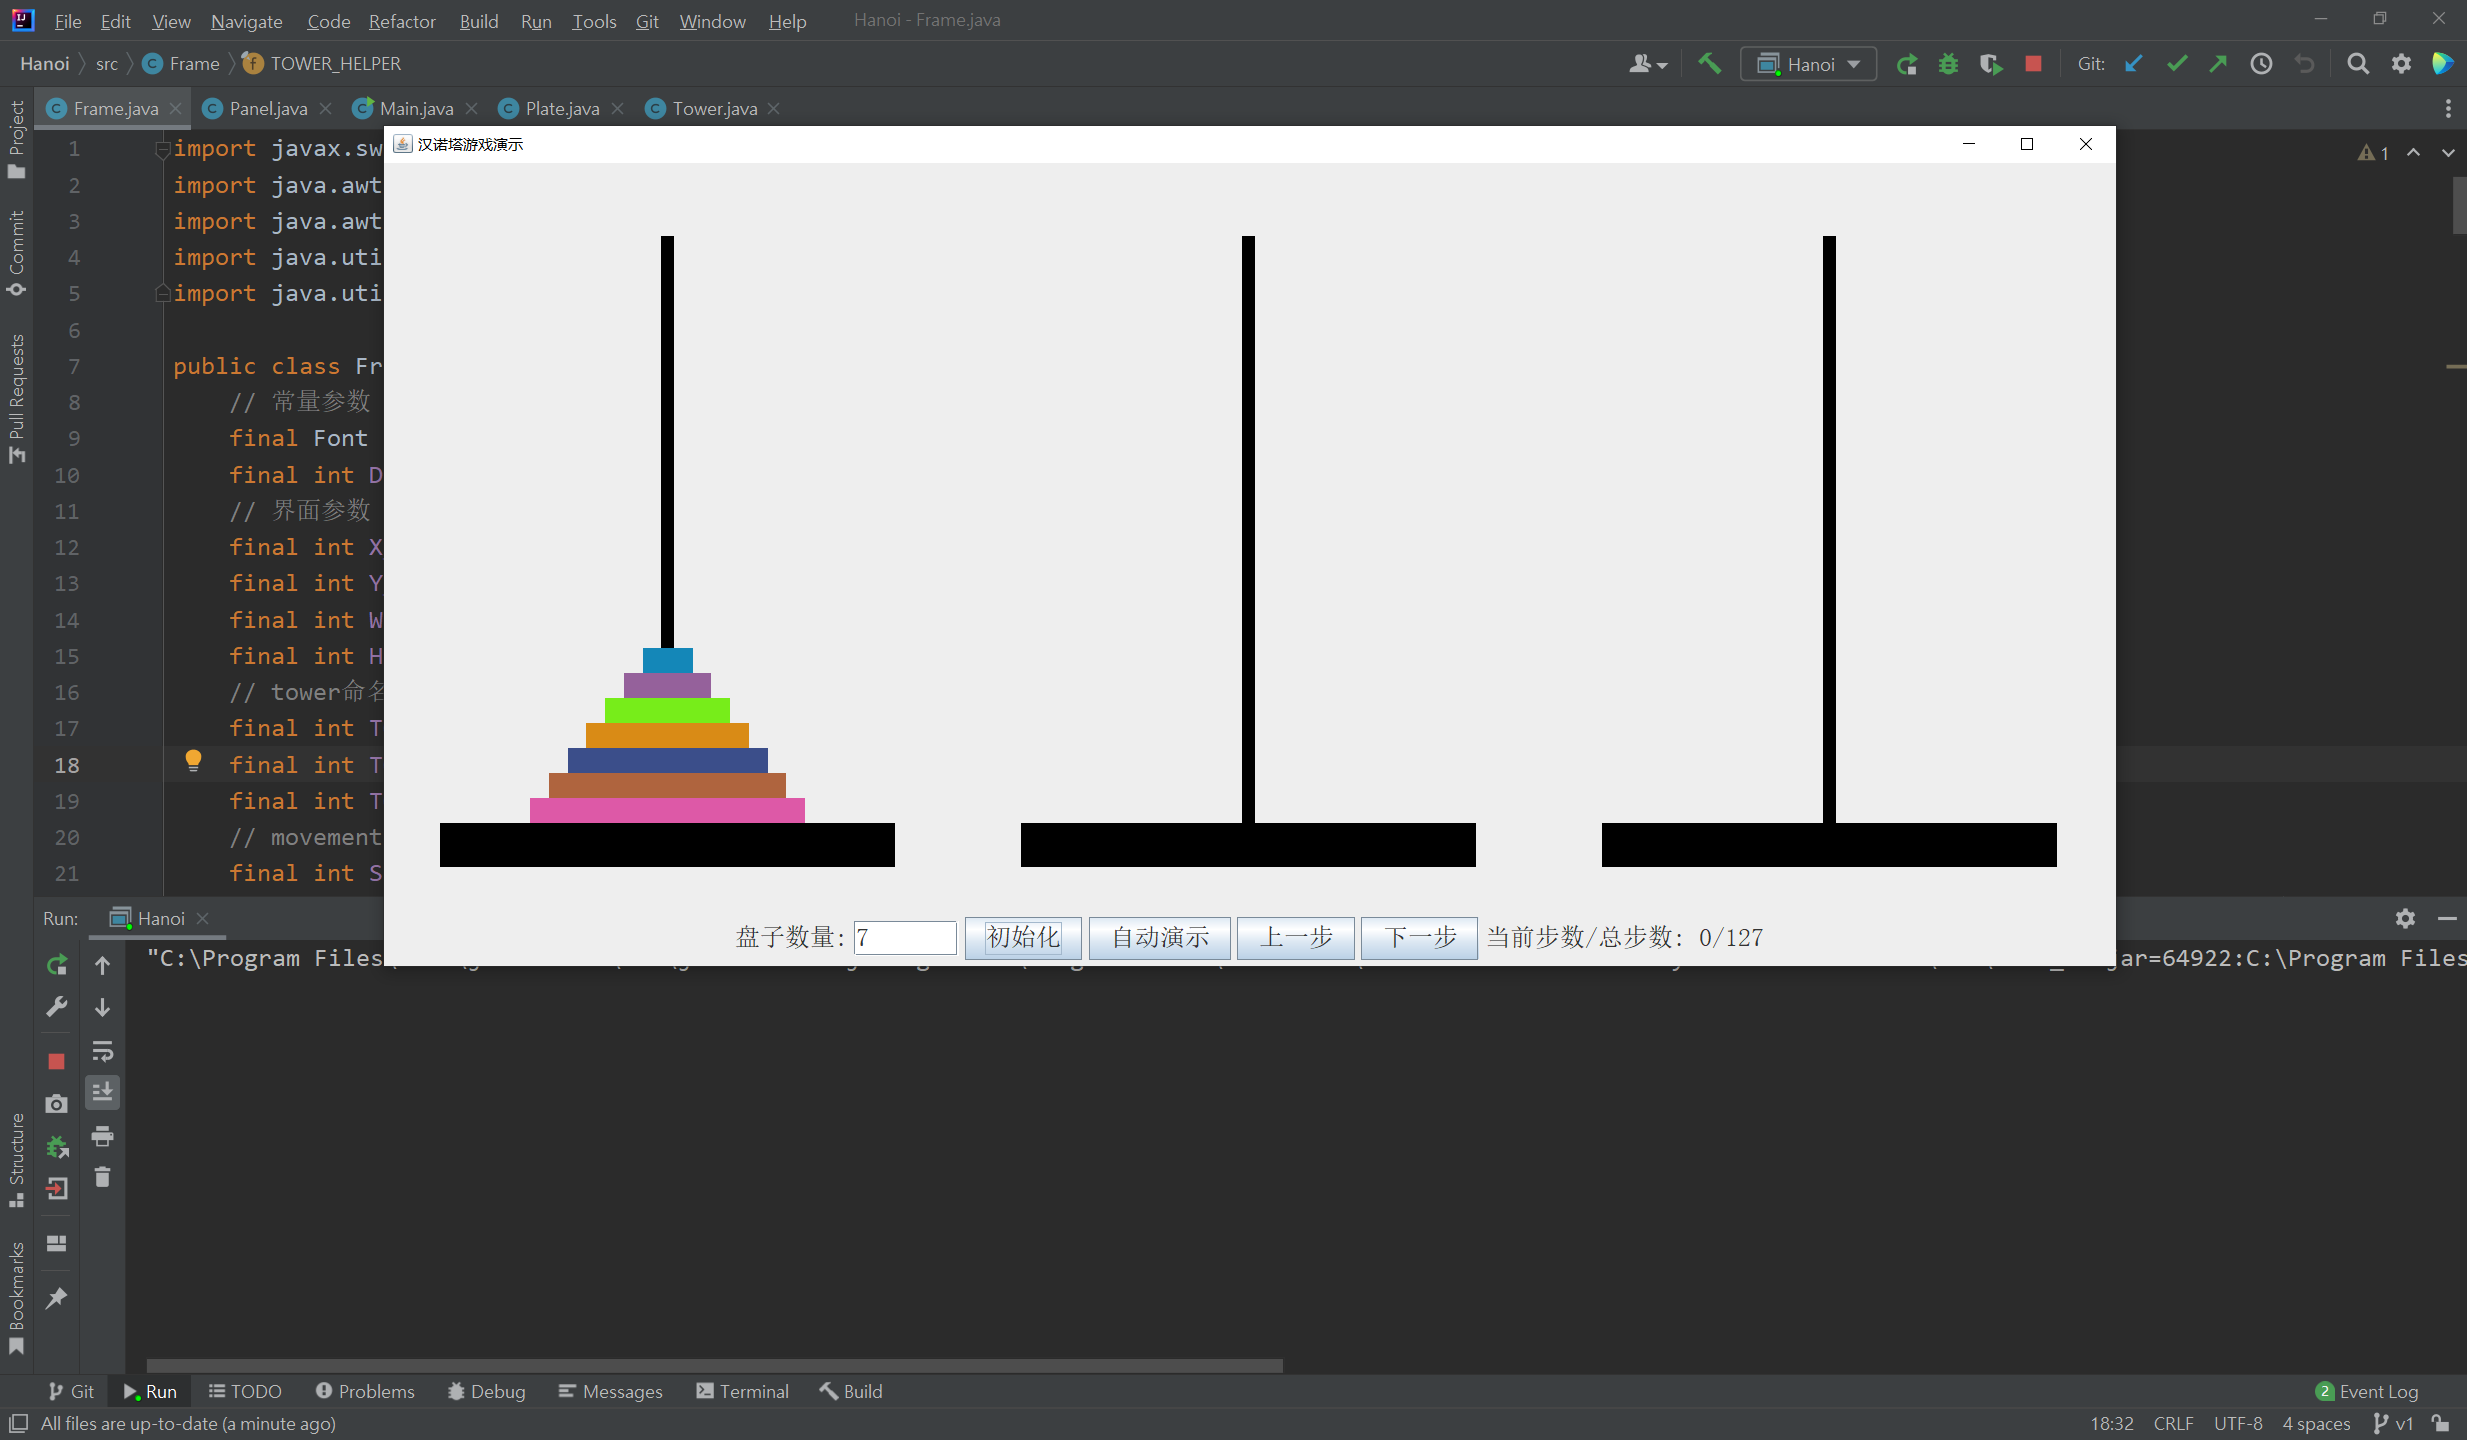 File Edit View Navigate Code Refactor Build Run Tools Git Window Help Hanoi - Frame.java
Hanoi src Frame TOWER_HELPER Hanoi Git:
Frame.java Panel.java Main.java Plate.java Tower.java
Project
Commit
Pull Requests
Structure
Bookmarks
汉诺塔游戏演示
1
1 import javax.sw
2 import java.awt
3 import java.awt
4 import java.uti
5 import java.uti
6
7 public class Fr
8 // 常量参数
9 final Font
10 final int D
11 // 界面参数
12 final int X
13 final int Y
14 final int W
15 final int H
16 // tower命名
17 final int T
18 final int T
19 final int T
20 // movement
21 final int S
盘子数量: 7 初始化 自动演示 上一步 下一步 当前步数/总步数: 0/127
Run: Hanoi
"C:\Program Files jar=64922:C:\Program Files
Git Run TODO Problems Debug Messages Terminal Build 2 Event Log
All files are up-to-date (a minute ago) 18:32 CRLF UTF-8 4 spaces v1